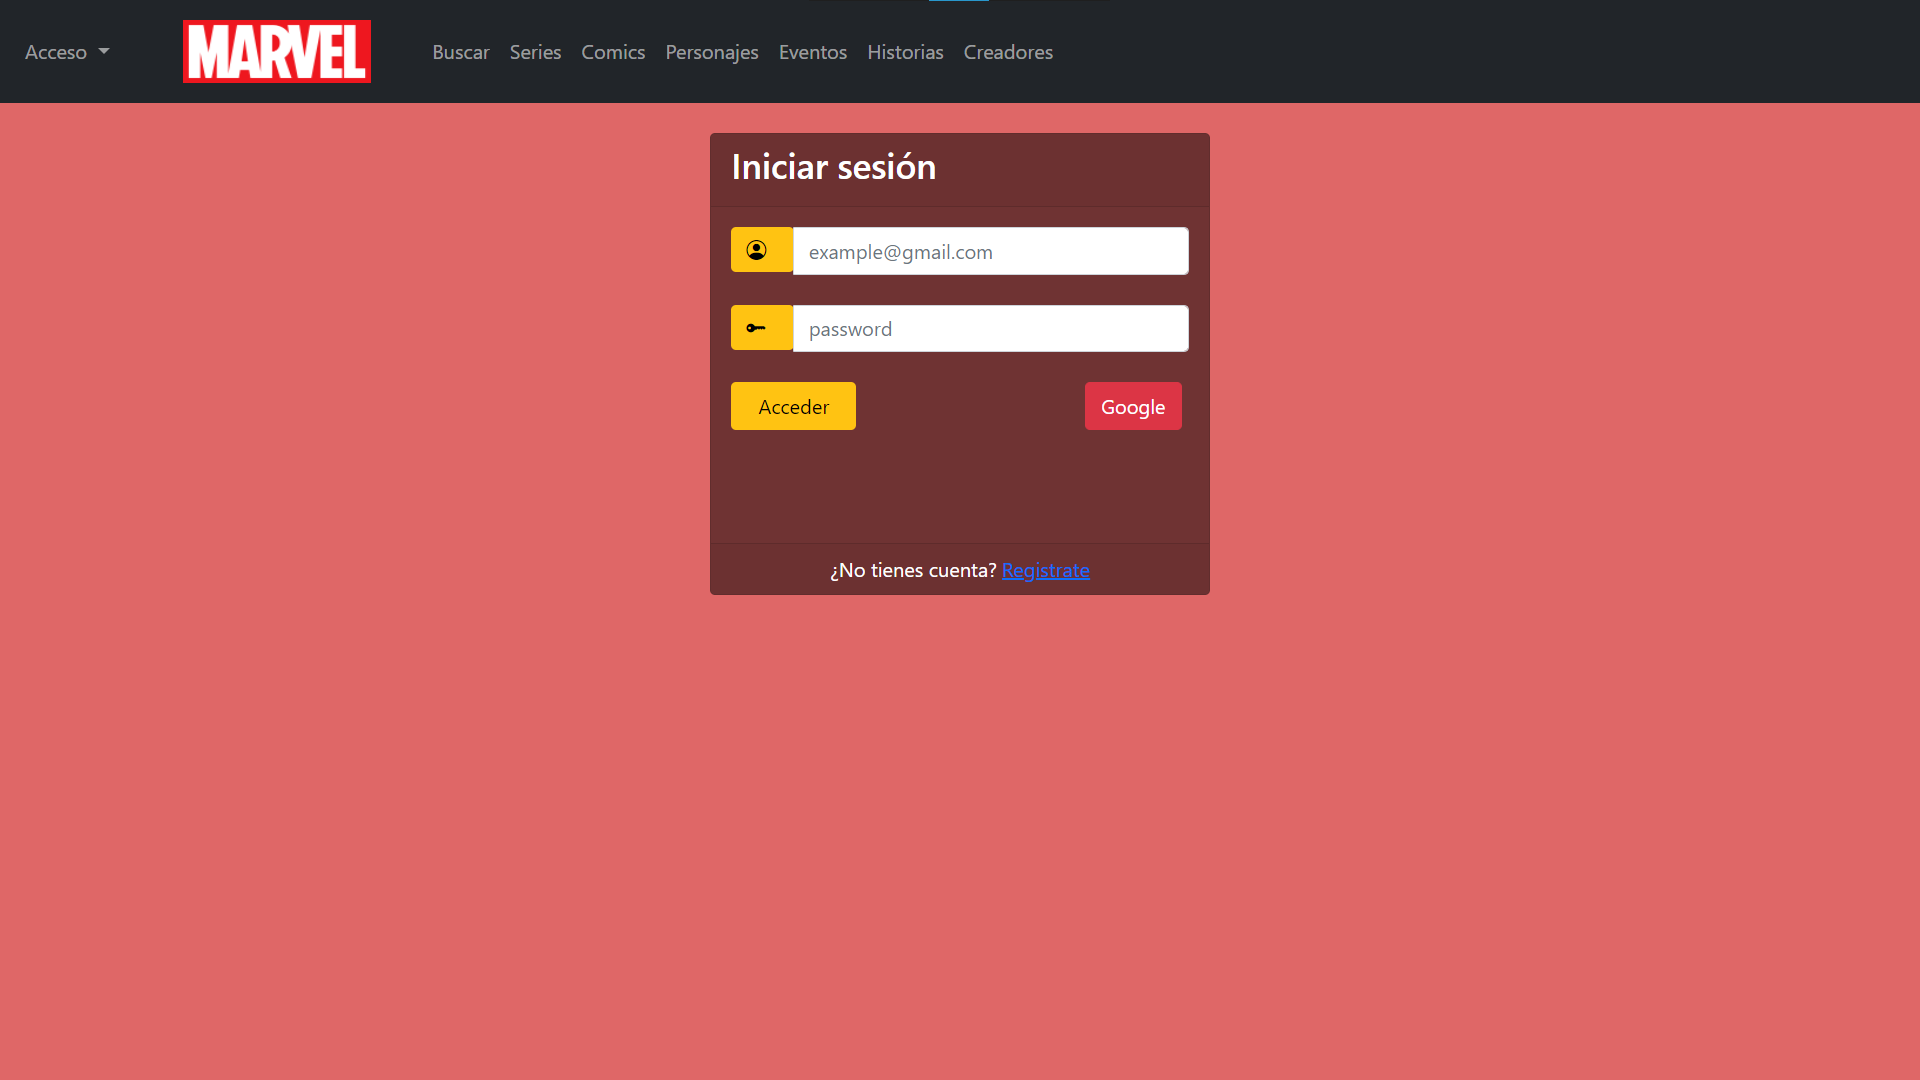 Acceso MARVEL Buscar Series Comics Personajes Eventos Historias Creadores
Iniciar sesión
example@gmail.com
password
Acceder Google
¿No tienes cuenta? Registrate